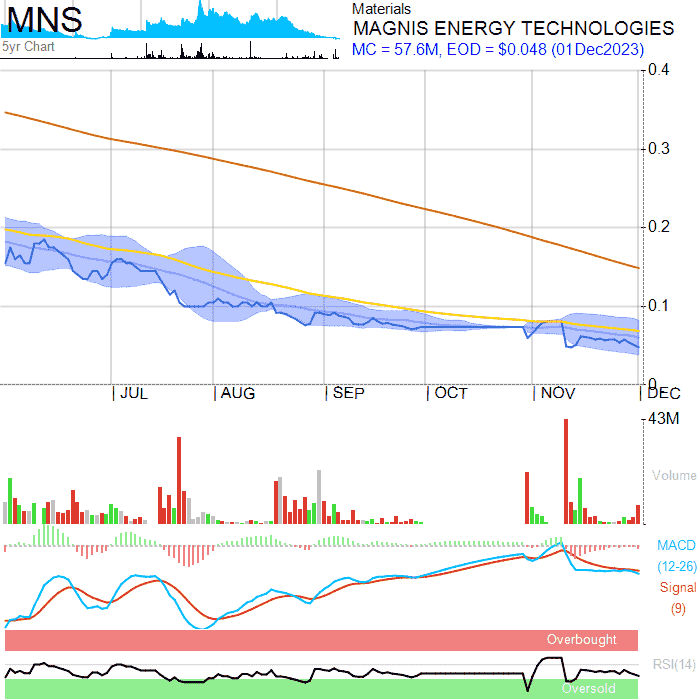 MNS
5yr Chart
Materials
MAGNIS ENERGY TECHNOLOGIES
MC = 57.6M, EOD = $0.048 (01Dec2023)
0.4
0.3
0.2
0.1
0
JUL AUG SEP OCT NOV DEC
43M
Volume
MACD
(12-26)
Signal
(9)
Overbought
RSI(14)
Oversold